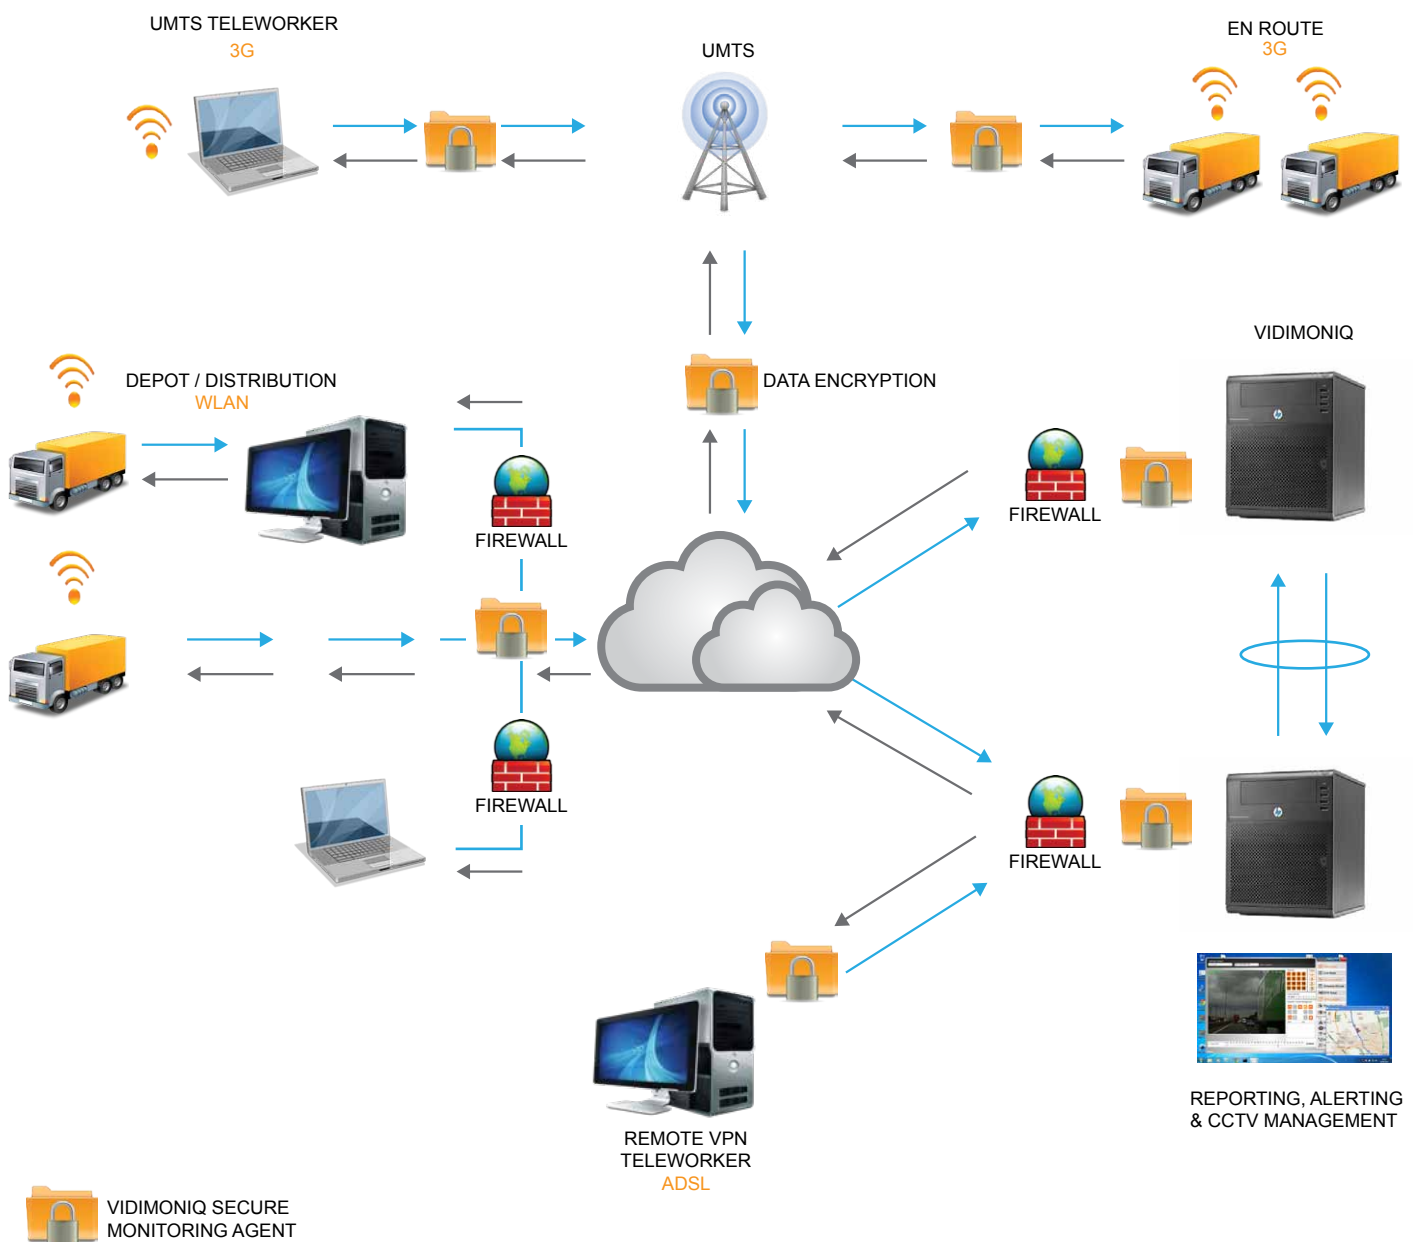 UMTS TELEWORKER
3G
UMTS
EN ROUTE
3G
VIDIMONIQ
DEPOT / DISTRIBUTION
WLAN
DATA ENCRYPTION
FIREWALL
FIREWALL
FIREWALL
FIREWALL
REPORTING, ALERTING
& CCTV MANAGEMENT
REMOTE VPN
TELEWORKER
ADSL
VIDIMONIQ SECURE
MONITORING AGENT